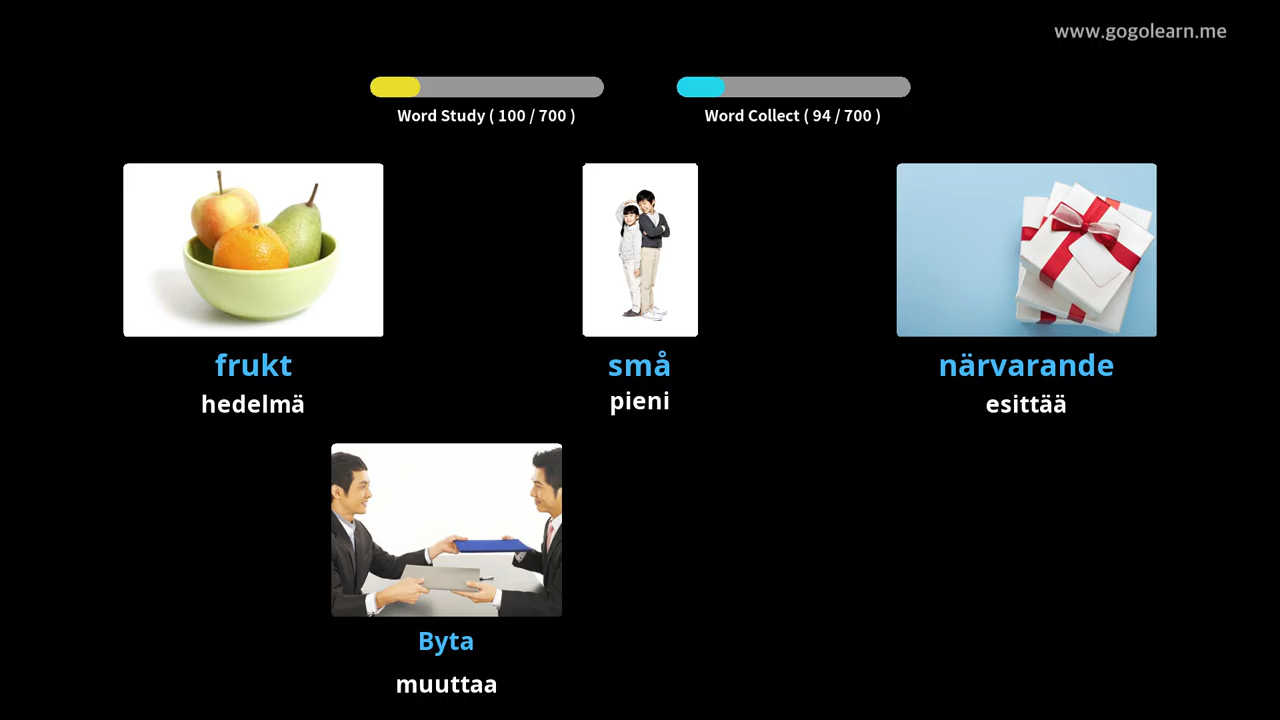 www.gogolearn.me
Word Study ( 100 / 700 )
Word Collect ( 94 / 700 )
frukt
hedelmä
små
pieni
närvarande
esittää
Byta
muuttaa